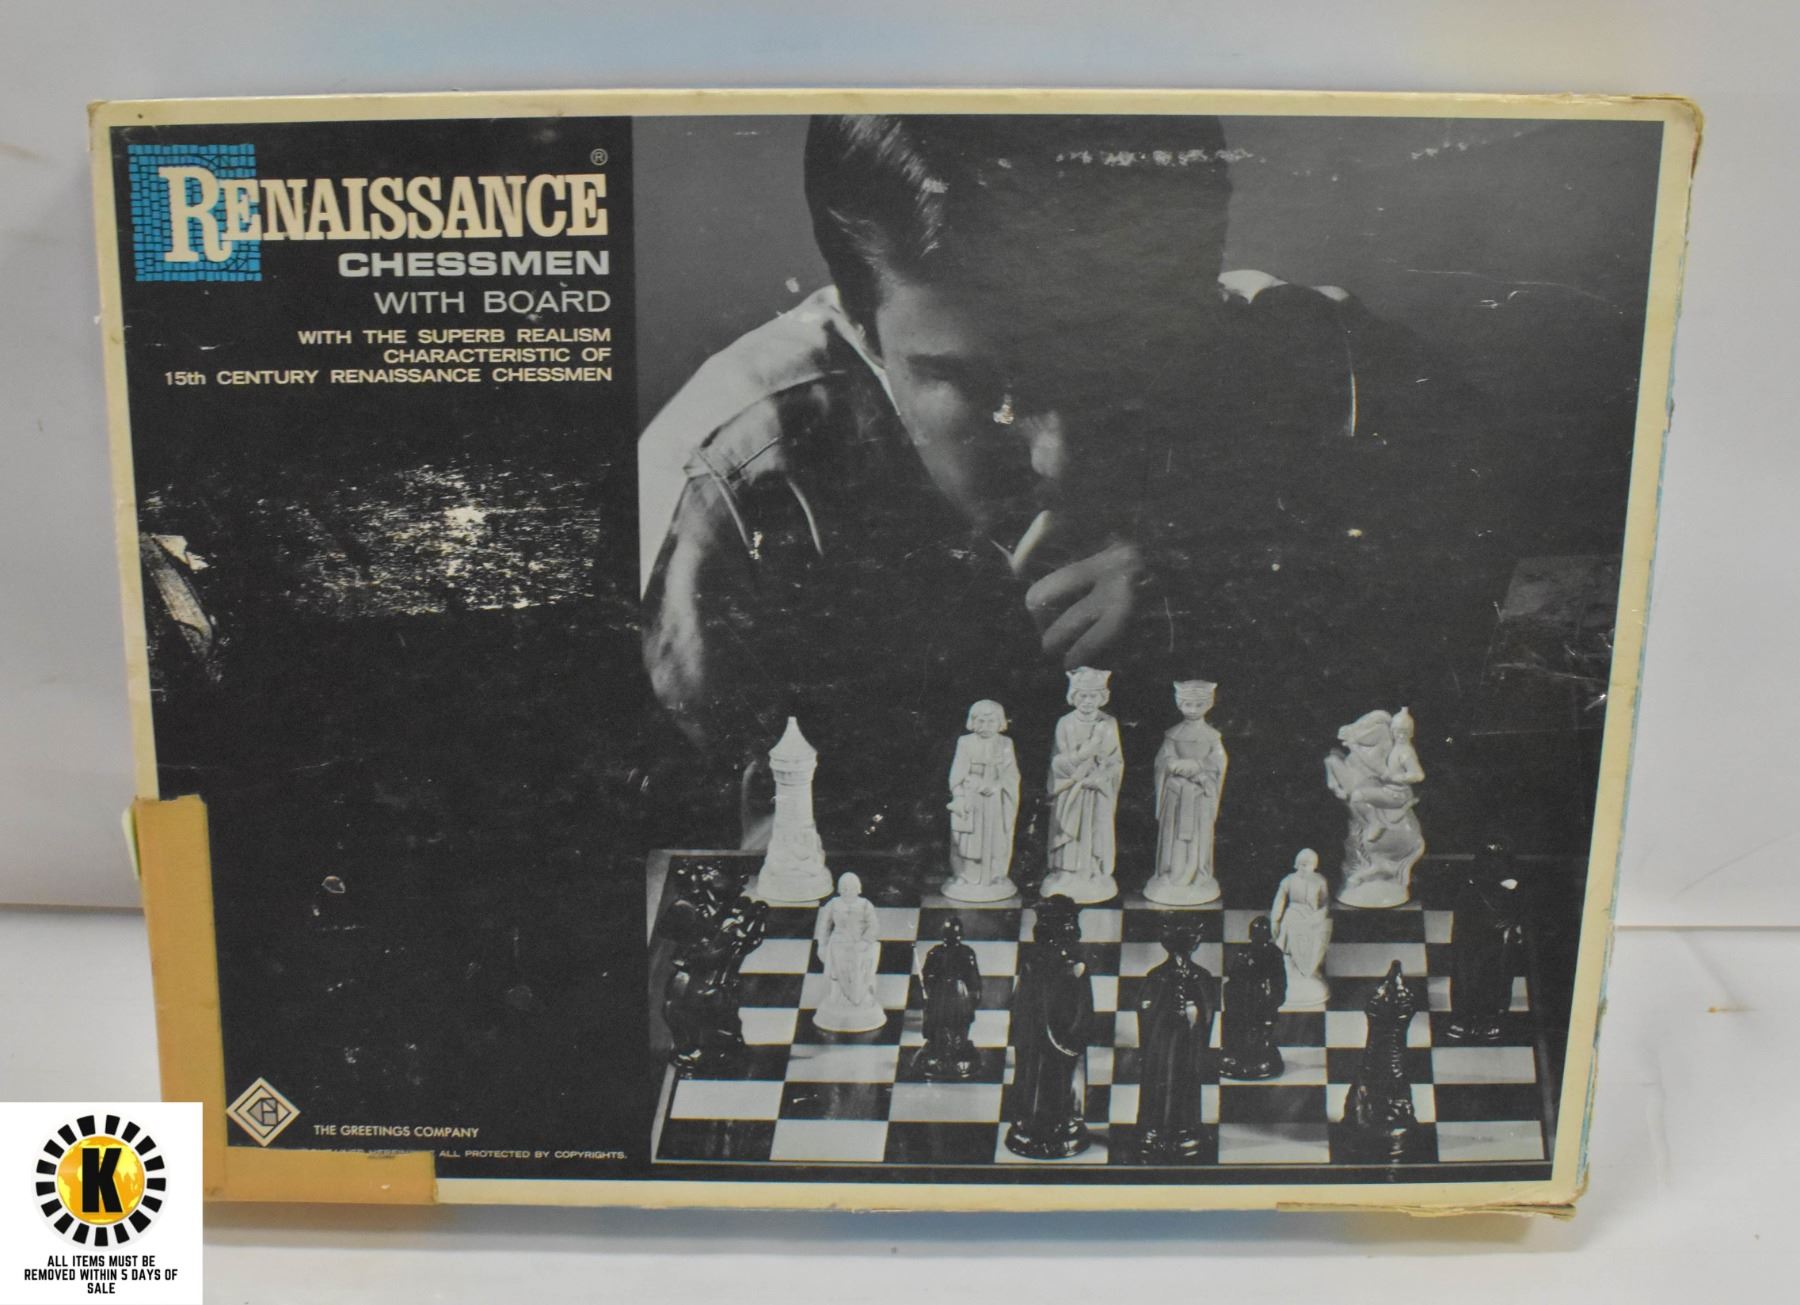 RENAISSANCE ®
CHESSMEN
WITH BOARD
WITH THE SUPERB REALISM
CHARACTERISTIC OF
15th CENTURY RENAISSANCE CHESSMEN
THE GREETINGS COMPANY
ALL PROTECTED BY COPYRIGHTS.
K
ALL ITEMS MUST BE
REMOVED WITHIN 5 DAYS OF
SALE